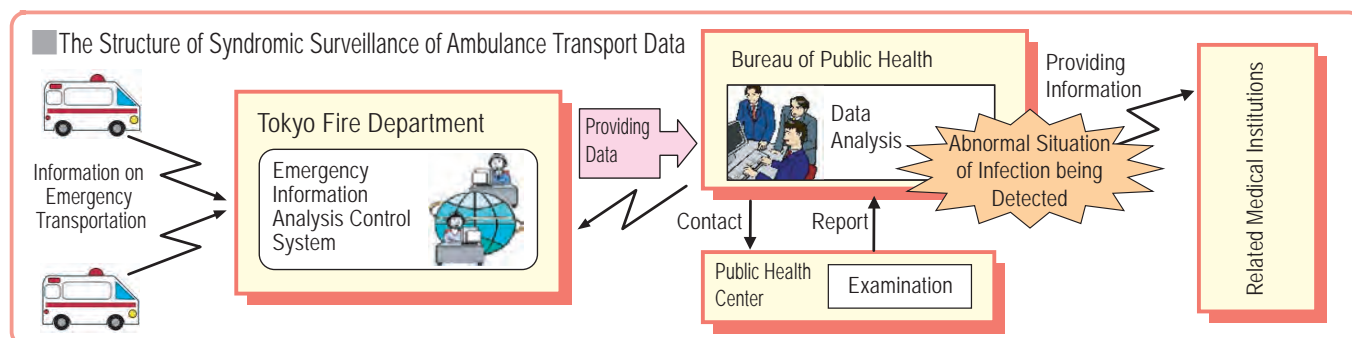 The Structure of Syndromic Surveillance of Ambulance Transport Data
Information on
Emergency
Transportation
Tokyo Fire Department
Emergency
Information
Analysis Control
System
Providing
Data
Bureau of Public Health
Data
Analysis
Abnormal Situation
of Infection being
Detected
Contact
Report
Public Health
Center
Examination
Providing
Information
Related Medical Institutions